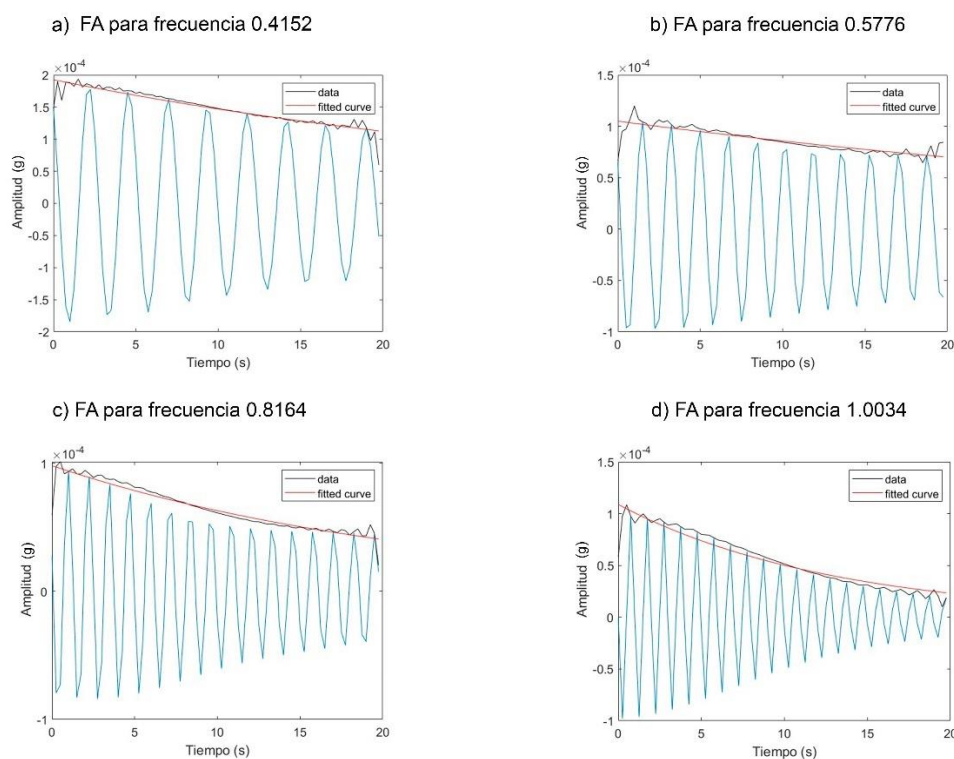 a) FA para frecuencia 0.4152
×10⁻⁴
2
1.5
1
0.5
0
-0.5
-1
-1.5
-2
Amplitud (g)
data
fitted curve
0 5 10 15 20
Tiempo (s)
b) FA para frecuencia 0.5776
×10⁻⁴
1.5
1
0.5
0
-0.5
-1
Amplitud (g)
data
fitted curve
0 5 10 15 20
Tiempo (s)
c) FA para frecuencia 0.8164
×10⁻⁴
1
0
-1
Amplitud (g)
data
fitted curve
0 5 10 15 20
Tiempo (s)
d) FA para frecuencia 1.0034
×10⁻⁴
1.5
1
0.5
0
-0.5
-1
Amplitud (g)
data
fitted curve
0 5 10 15 20
Tiempo (s)